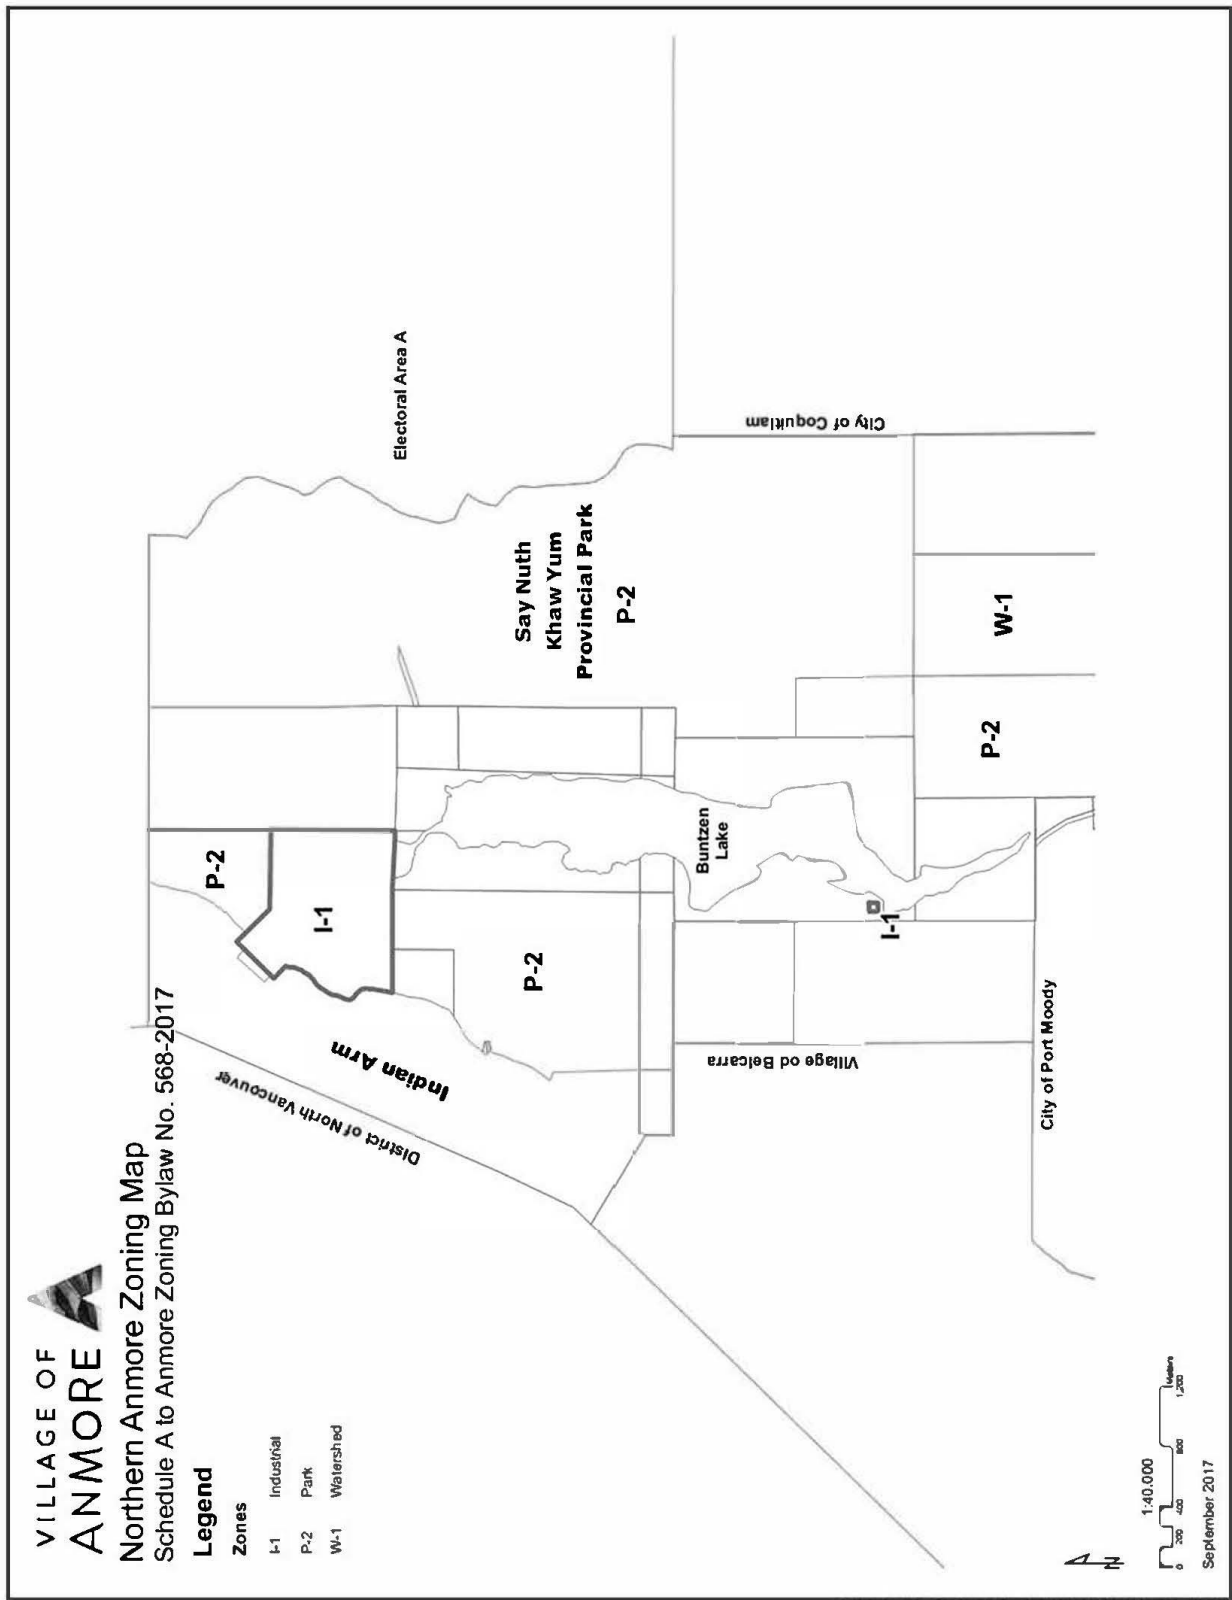 VILLAGE OF
ANMORE
Northern Anmore Zoning Map
Schedule A to Anmore Zoning Bylaw No. 568-2017
Legend
Zones
I-1 Industrial
P-2 Park
W-1 Watershed
Electoral Area A
Say Nuth
Khaw Yum
Provincial Park
P-2
P-2
I-1
P-2
Indian Arm
District of North Vancouver
Buntzen
Lake
I-1
City of Coquitlam
W-1
P-2
Village od Belcarra
City of Port Moody
N
1:40.000
0 200 400 800 1,200
Meters
September 2017